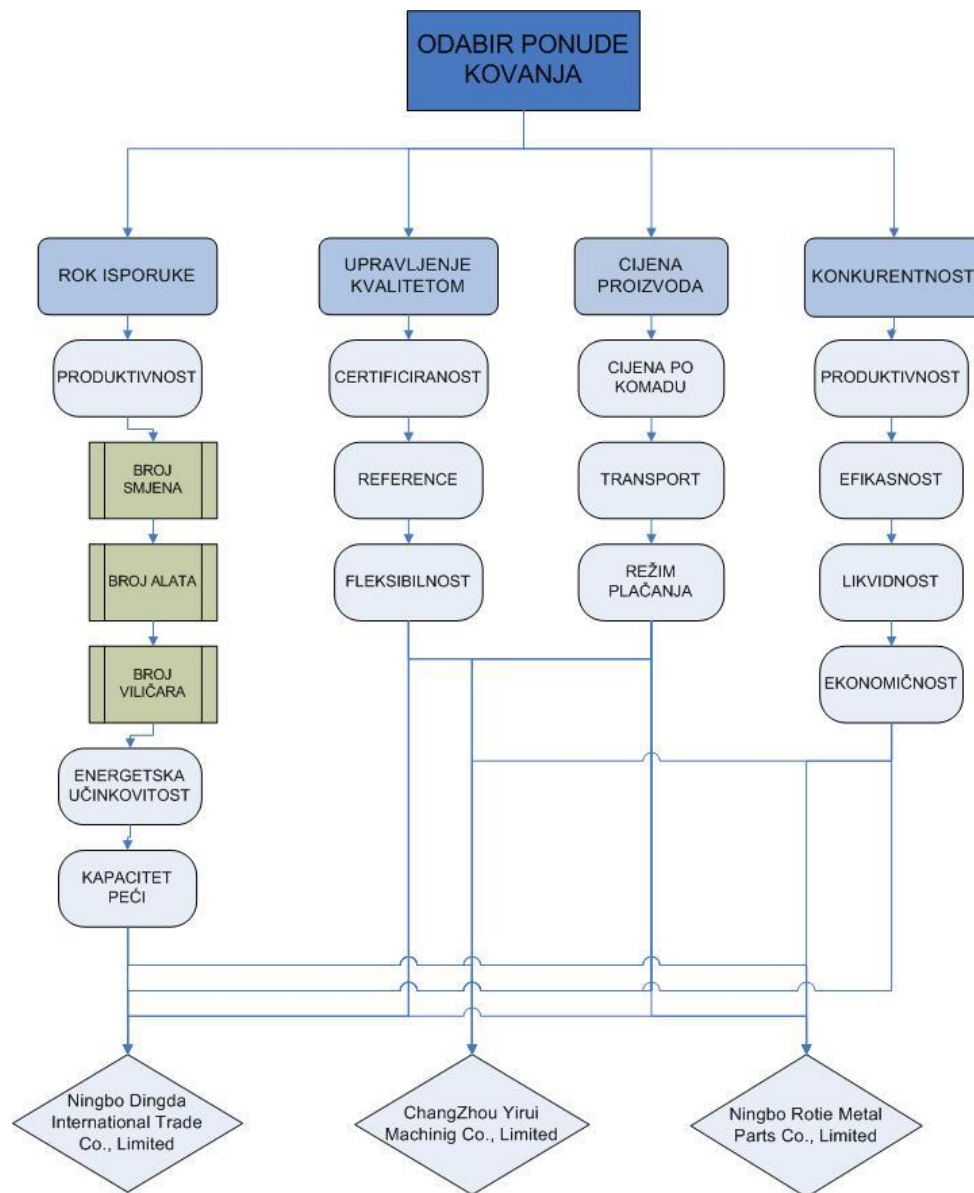 ODABIR PONUDE
KOVANJA
ROK ISPORUKE
UPRAVLJENJE
KVALITETOM
CIJENA
PROIZVODA
KONKURENTNOST
PRODUKTIVNOST
CERTIFICIRANOST
CIJENA PO
KOMADU
PRODUKTIVNOST
BROJ
SMJENA
REFERENCE
TRANSPORT
EFIKASNOST
BROJ ALATA
FLEKSIBILNOST
REŽIM
PLAČANJA
LIKVIDNOST
BROJ
VILIČARA
EKONOMIČNOST
ENERGETSKA
UČINKOVITOST
KAPACITET
PEĆI
Ningbo Dingda
International Trade
Co., Limited
ChangZhou Yirui
Machinig Co., Limited
Ningbo Rotie Metal
Parts Co., Limited